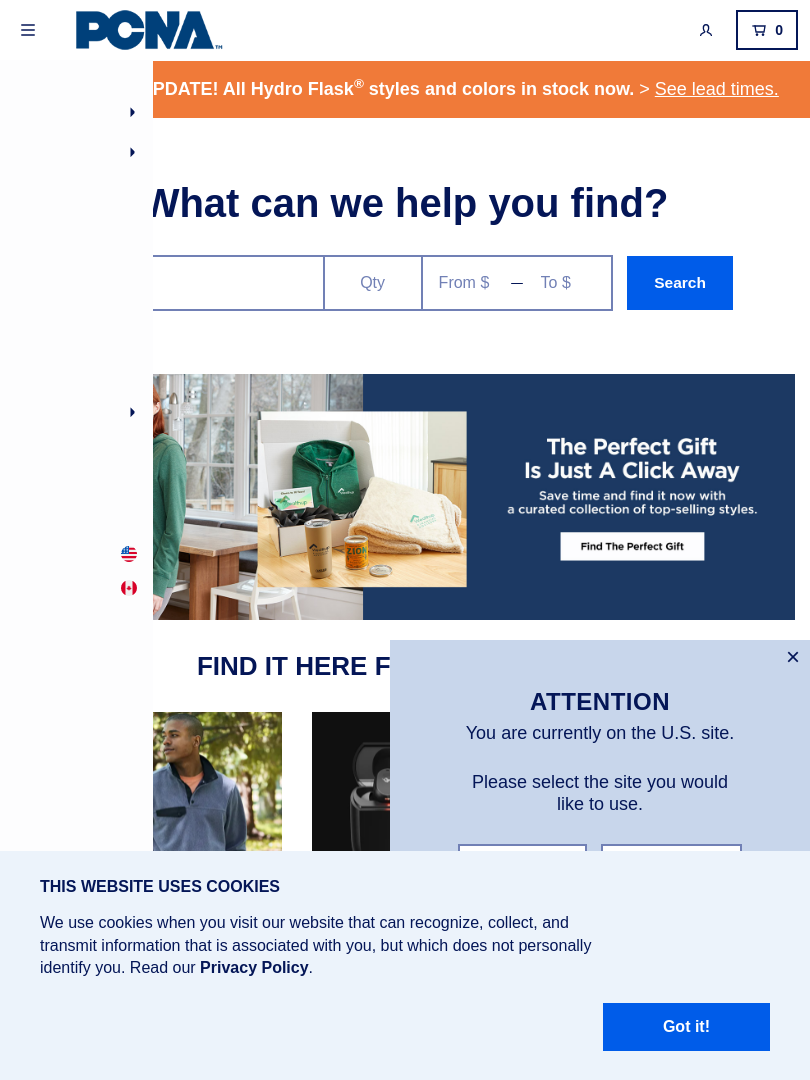 PCNA™
0
PDATE! All Hydro Flask® styles and colors in stock now. > See lead times.
What can we help you find?
Qty
From $ — To $
Search
The Perfect Gift
Is Just A Click Away
Save time and find it now with
a curated collection of top-selling styles.
Find The Perfect Gift
FIND IT HERE F
×
ATTENTION
You are currently on the U.S. site.
Please select the site you would
like to use.
THIS WEBSITE USES COOKIES
We use cookies when you visit our website that can recognize, collect, and
transmit information that is associated with you, but which does not personally
identify you. Read our Privacy Policy.
Got it!